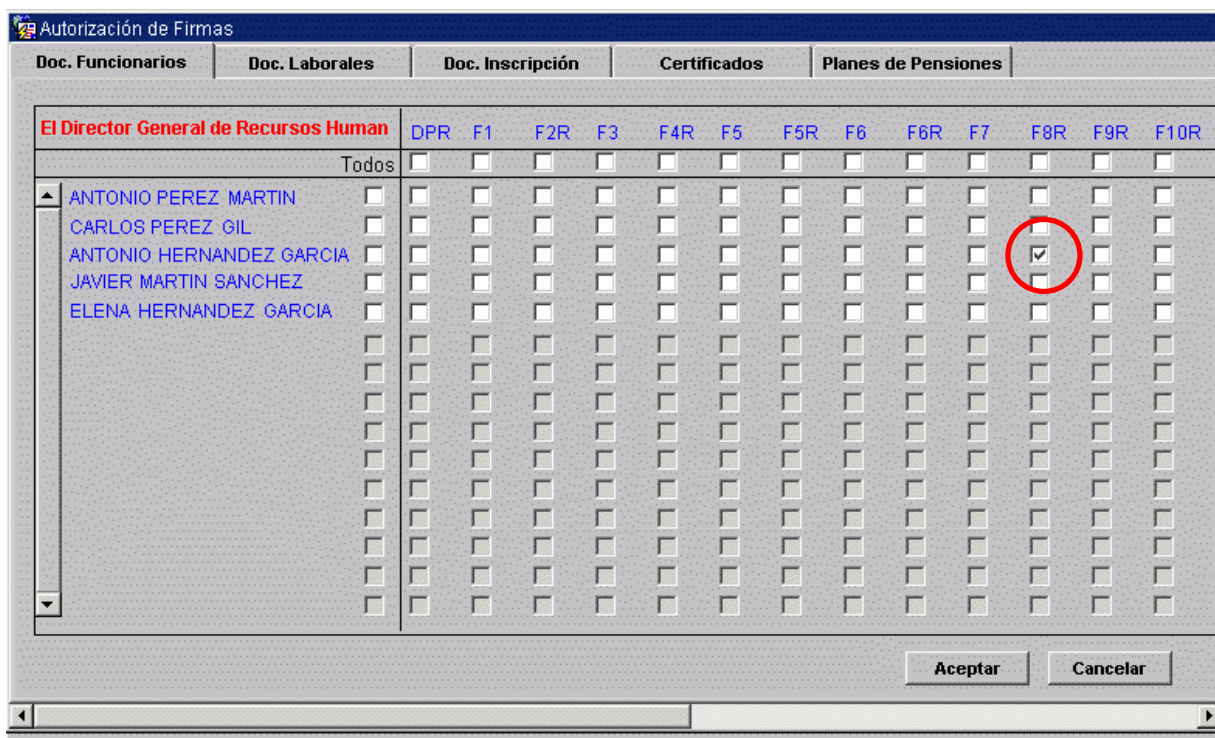 Autorización de Firmas
Doc. Funcionarios Doc. Laborales Doc. Inscripción Certificados Planes de Pensiones
El Director General de Recursos Human DPR F1 F2R F3 F4R F5 F5R F6 F6R F7 F8R F9R F10R
Todos
ANTONIO PEREZ MARTIN
CARLOS PEREZ GIL
ANTONIO HERNANDEZ GARCIA
JAVIER MARTIN SANCHEZ
ELENA HERNANDEZ GARCIA
Aceptar Cancelar